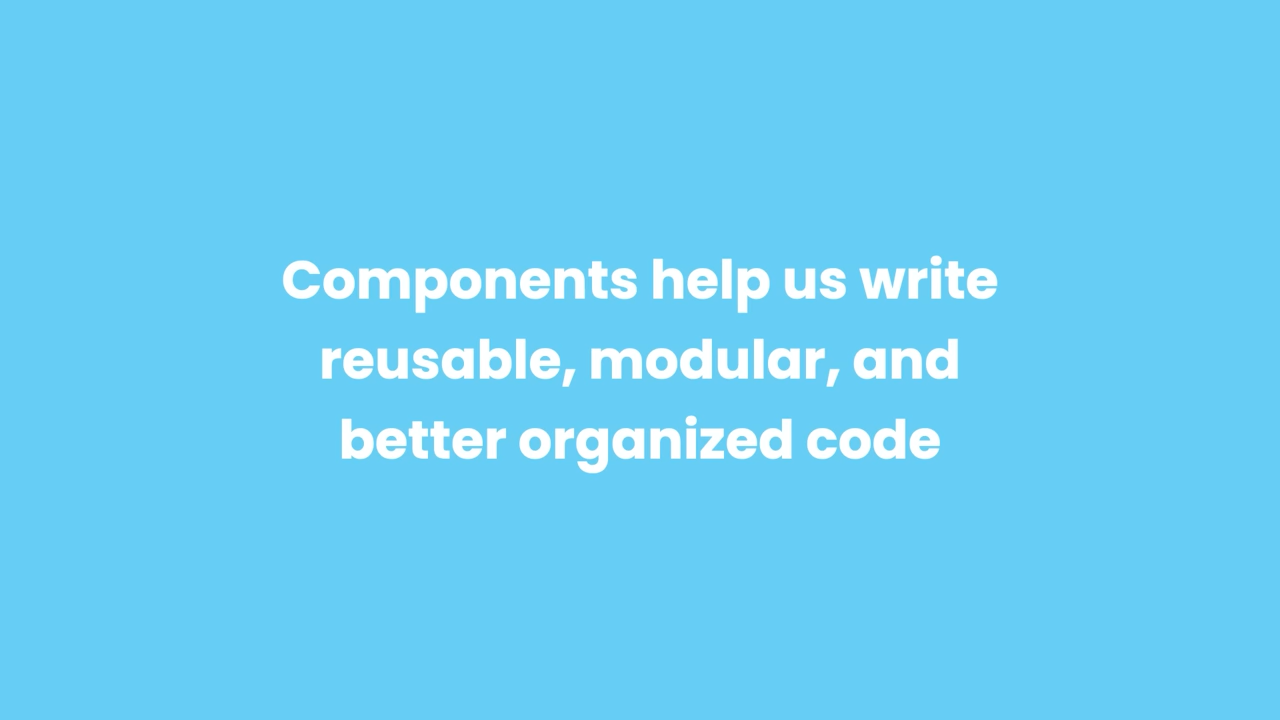 Components help us write
reusable, modular, and
better organized code